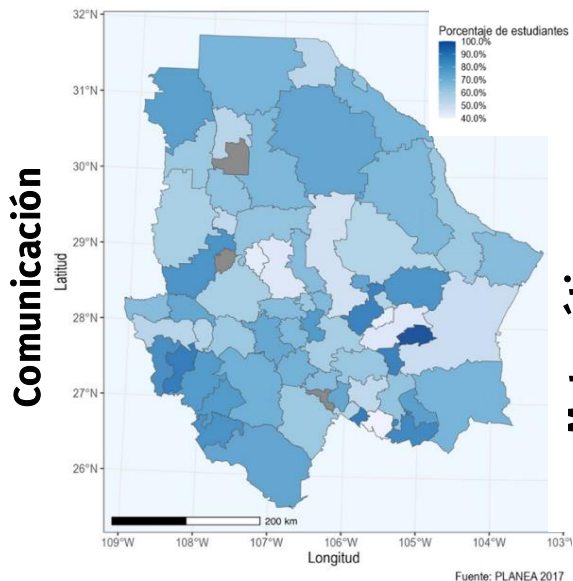 Comunicación
Porcentaje de estudiantes
100.0%
90.0%
80.0%
70.0%
60.0%
50.0%
40.0%
32°N
31°N
30°N
29°N
28°N
27°N
26°N
Latitud
200 km
109°W 108°W 107°W 106°W 105°W 104°W 103°W
Longitud
Fuente: PLANEA 2017